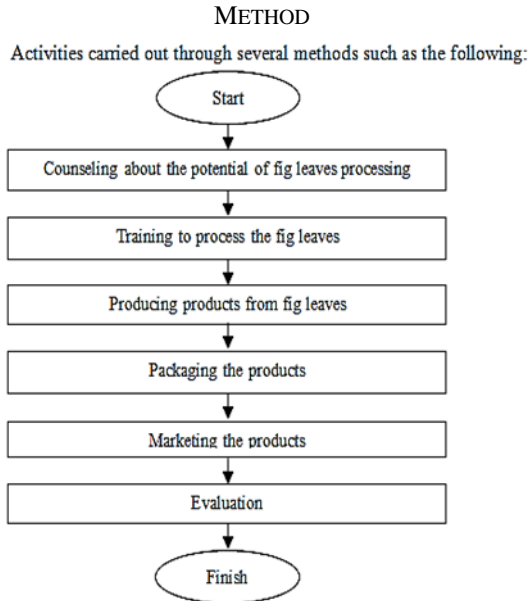 METHOD
Activities carried out through several methods such as the following:
Start
Counseling about the potential of fig leaves processing
Training to process the fig leaves
Producing products from fig leaves
Packaging the products
Marketing the products
Evaluation
Finish